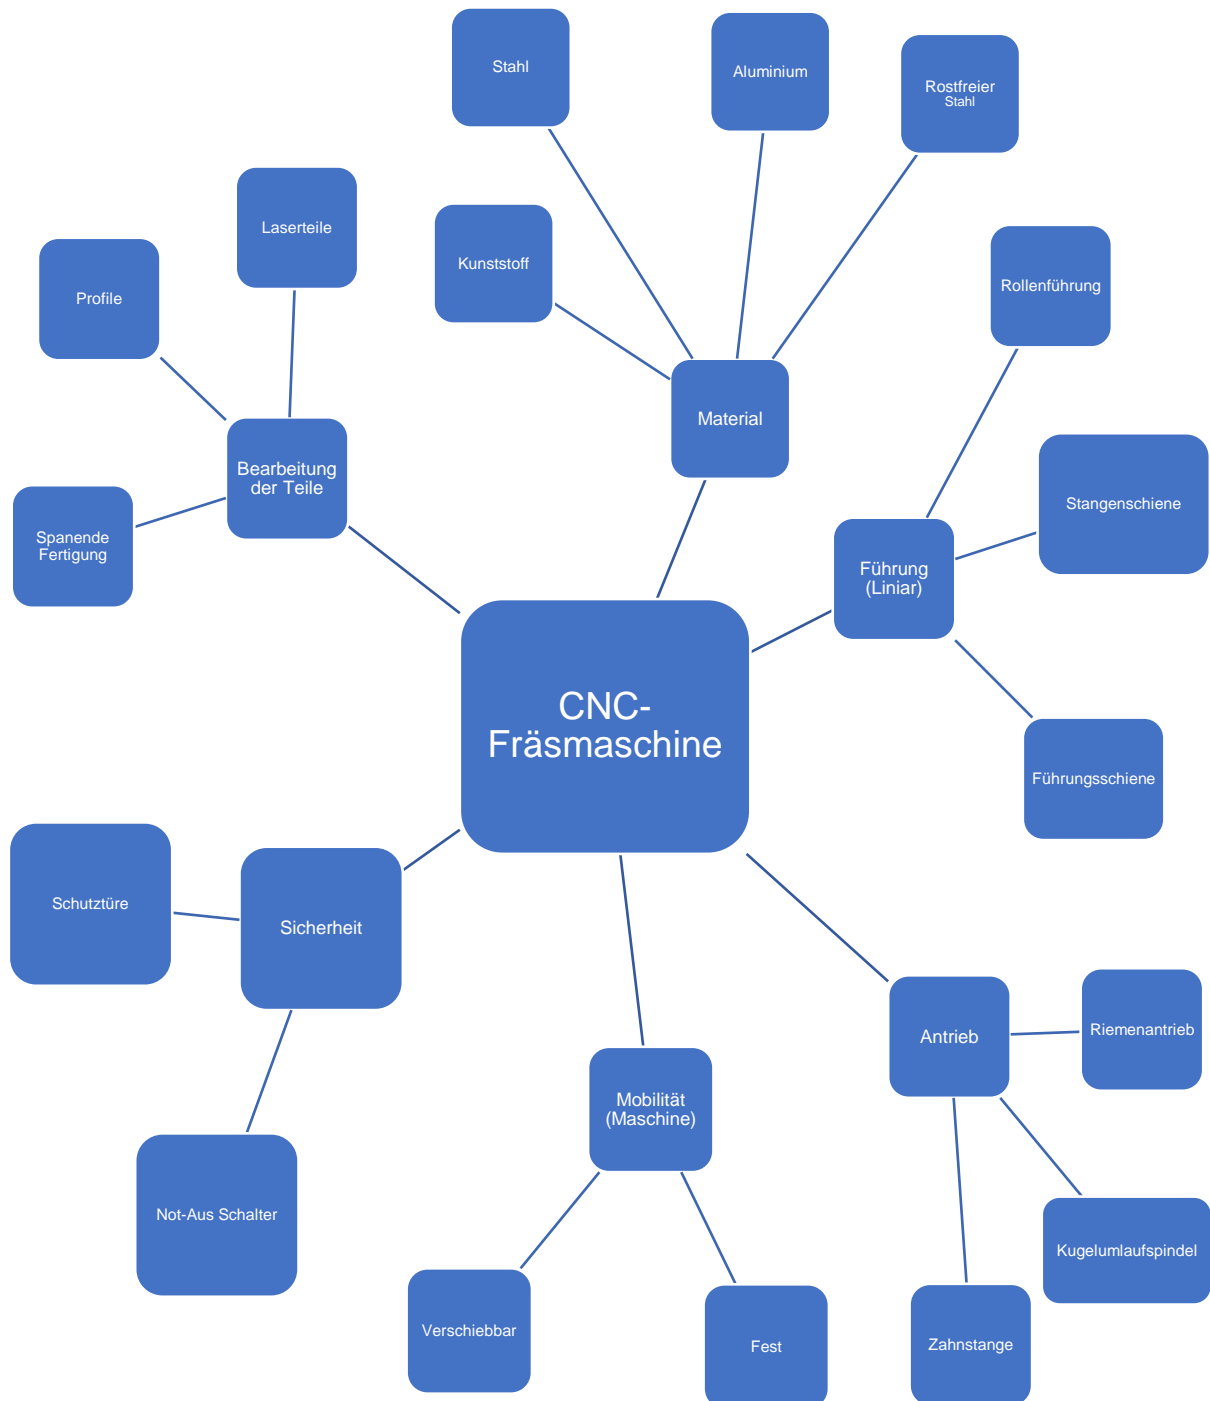 Stahl
Aluminium
Rostfreier
Stahl
Laserteile
Kunststoff
Profile
Rollenführung
Material
Bearbeitung
der Teile
Stangenschiene
Spanende
Fertigung
Führung
(Liniar)
CNC-
Fräsmaschine
Führungsschiene
Schutztüre
Sicherheit
Antrieb
Riemenantrieb
Mobilität
(Maschine)
Not-Aus Schalter
Kugelumlaufspindel
Verschiebbar
Fest
Zahnstange